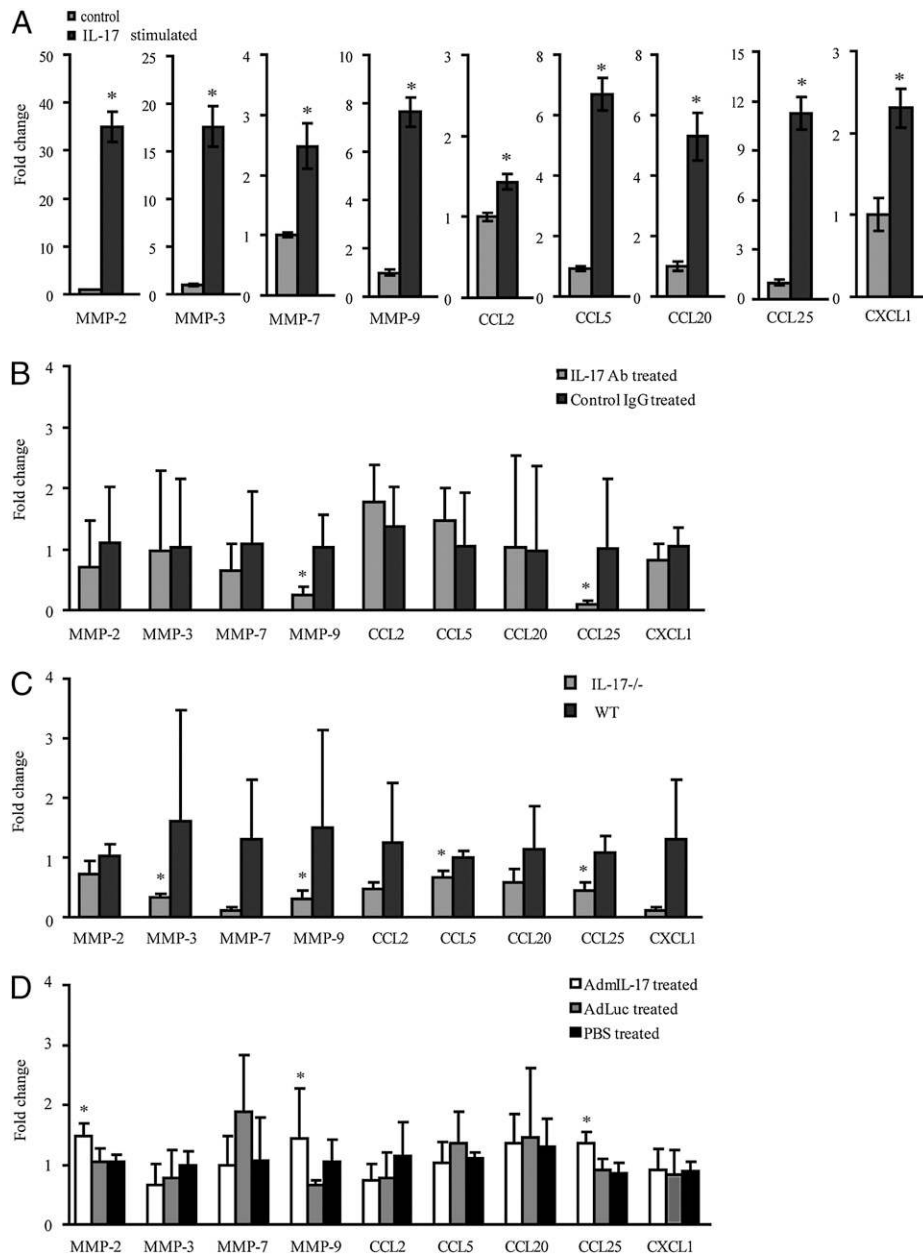 A
control
IL-17 stimulated
Fold change
50
40
30
20
10
0
*
MMP-2
25
20
15
10
5
0
*
MMP-3
4
3
2
1
0
*
MMP-7
10
8
6
4
2
0
*
MMP-9
3
2
1
0
*
CCL2
8
6
4
2
0
*
CCL5
8
6
4
2
0
*
CCL20
15
12
9
6
3
0
*
CCL25
3
2
1
0
*
CXCL1
B
IL-17 Ab treated
Control IgG treated
Fold change
4
3
2
1
0
* *
MMP-2 MMP-3 MMP-7 MMP-9 CCL2 CCL5 CCL20 CCL25 CXCL1
C
IL-17-/-
WT
Fold change
4
3
2
1
0
* * * *
MMP-2 MMP-3 MMP-7 MMP-9 CCL2 CCL5 CCL20 CCL25 CXCL1
D
AdmIL-17 treated
AdLuc treated
PBS treated
Fold change
4
3
2
1
0
* * *
MMP-2 MMP-3 MMP-7 MMP-9 CCL2 CCL5 CCL20 CCL25 CXCL1